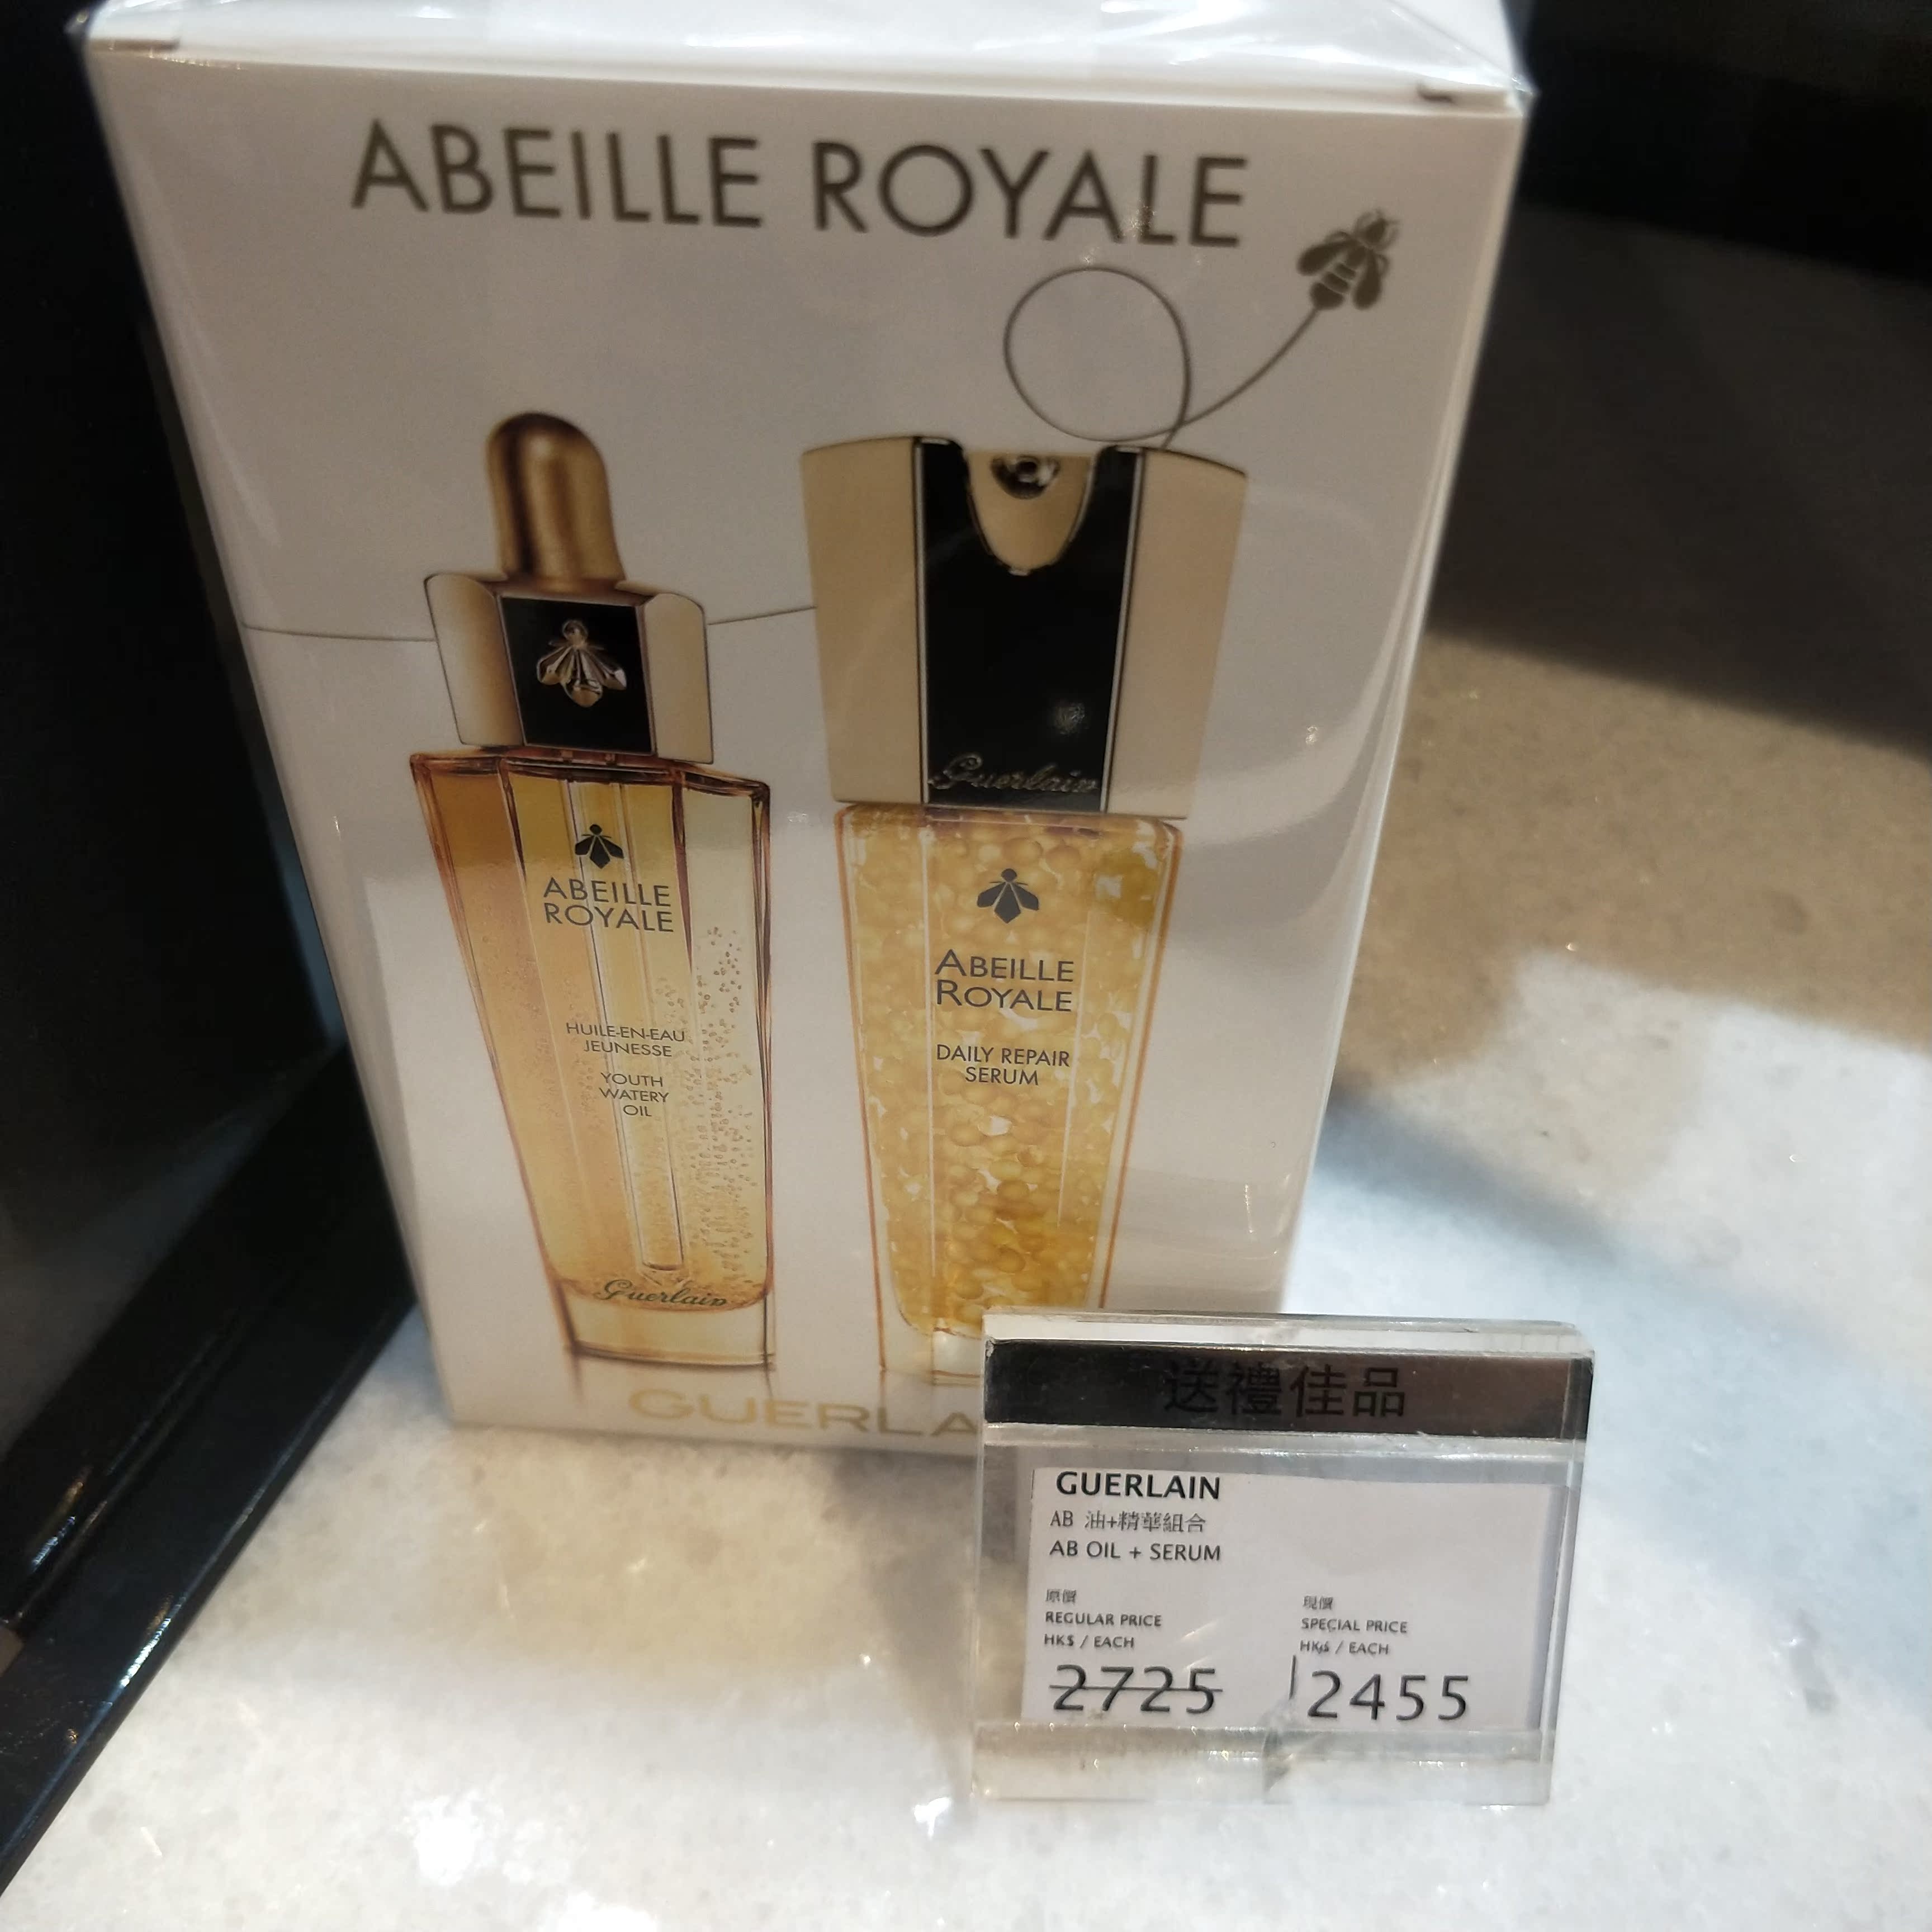 ABEILLE ROYALE
Guerlain
ABEILLE
ROYALE
HUILE-EN-EAU
JEUNESSE
YOUTH
WATERY
OIL
Guerlain
ABEILLE
ROYALE
DAILY REPAIR
SERUM
GUERLA
送禮佳品
GUERLAIN
AB 油+精華組合
AB OIL + SERUM
原價
REGULAR PRICE
HK$ / EACH
2725
現價
SPECIAL PRICE
HK$ / EACH
2455